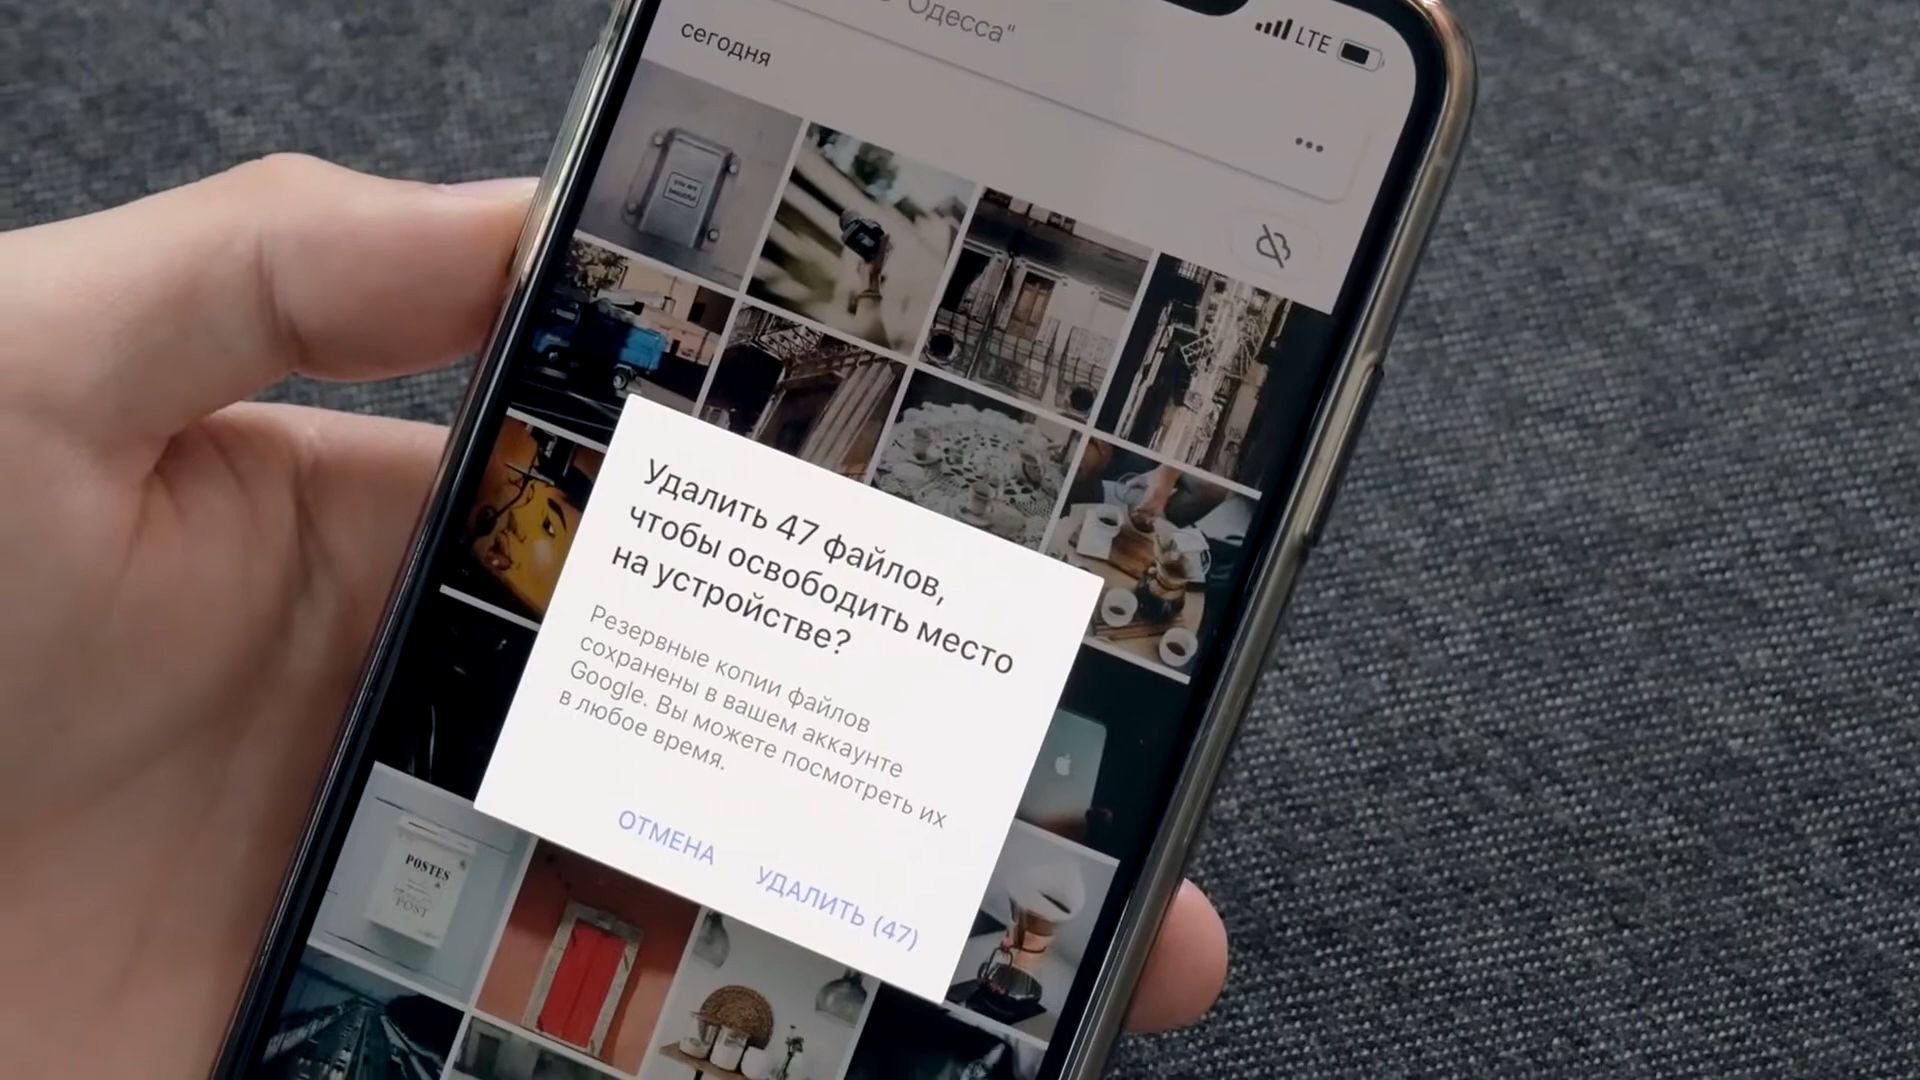 "Одесса"
LTE
сегодня
Удалить 47 файлов,
чтобы освободить место
на устройстве?
Резервные копии файлов
сохранены в вашем аккаунте
Google. Вы можете посмотреть их
в любое время.
ОТМЕНА
УДАЛИТЬ (47)
POSTES
POST